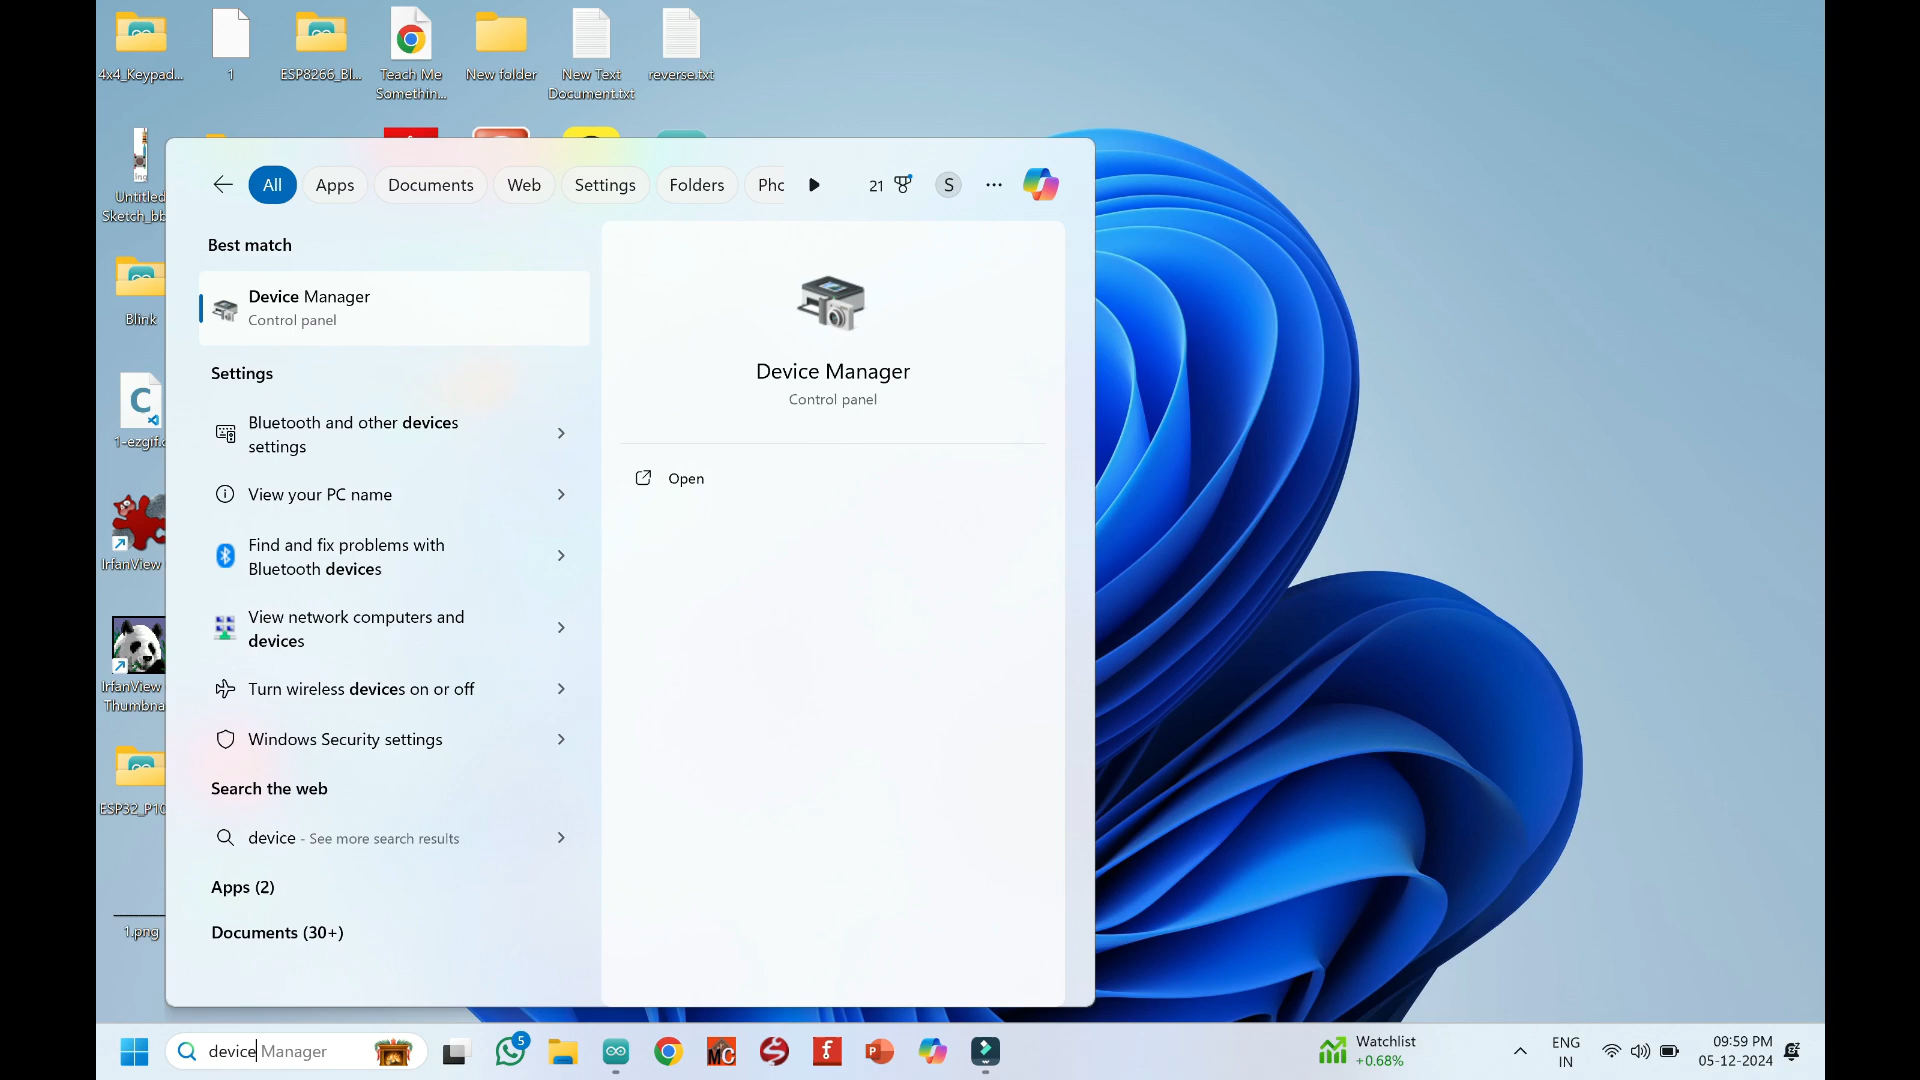 4x4_Keypad...
1
ESP8266_Bl...
Teach Me
Somethin...
New folder
New Text
Document.txt
reverse.txt
Untitled
Sketch_bb
Blink
1-ezgif.c
IrfanView
IrfanView
Thumbna
ESP32_P10
1.png
All
Apps
Documents
Web
Settings
Folders
Pho
21
S
Best match
Device Manager
Control panel
Settings
Bluetooth and other devices
settings
View your PC name
Find and fix problems with
Bluetooth devices
View network computers and
devices
Turn wireless devices on or off
Windows Security settings
Search the web
device - See more search results
Apps (2)
Documents (30+)
Device Manager
Control panel
Open
device Manager
5
MC
f
P
Watchlist
+0.68%
ENG
IN
09:59 PM
05-12-2024